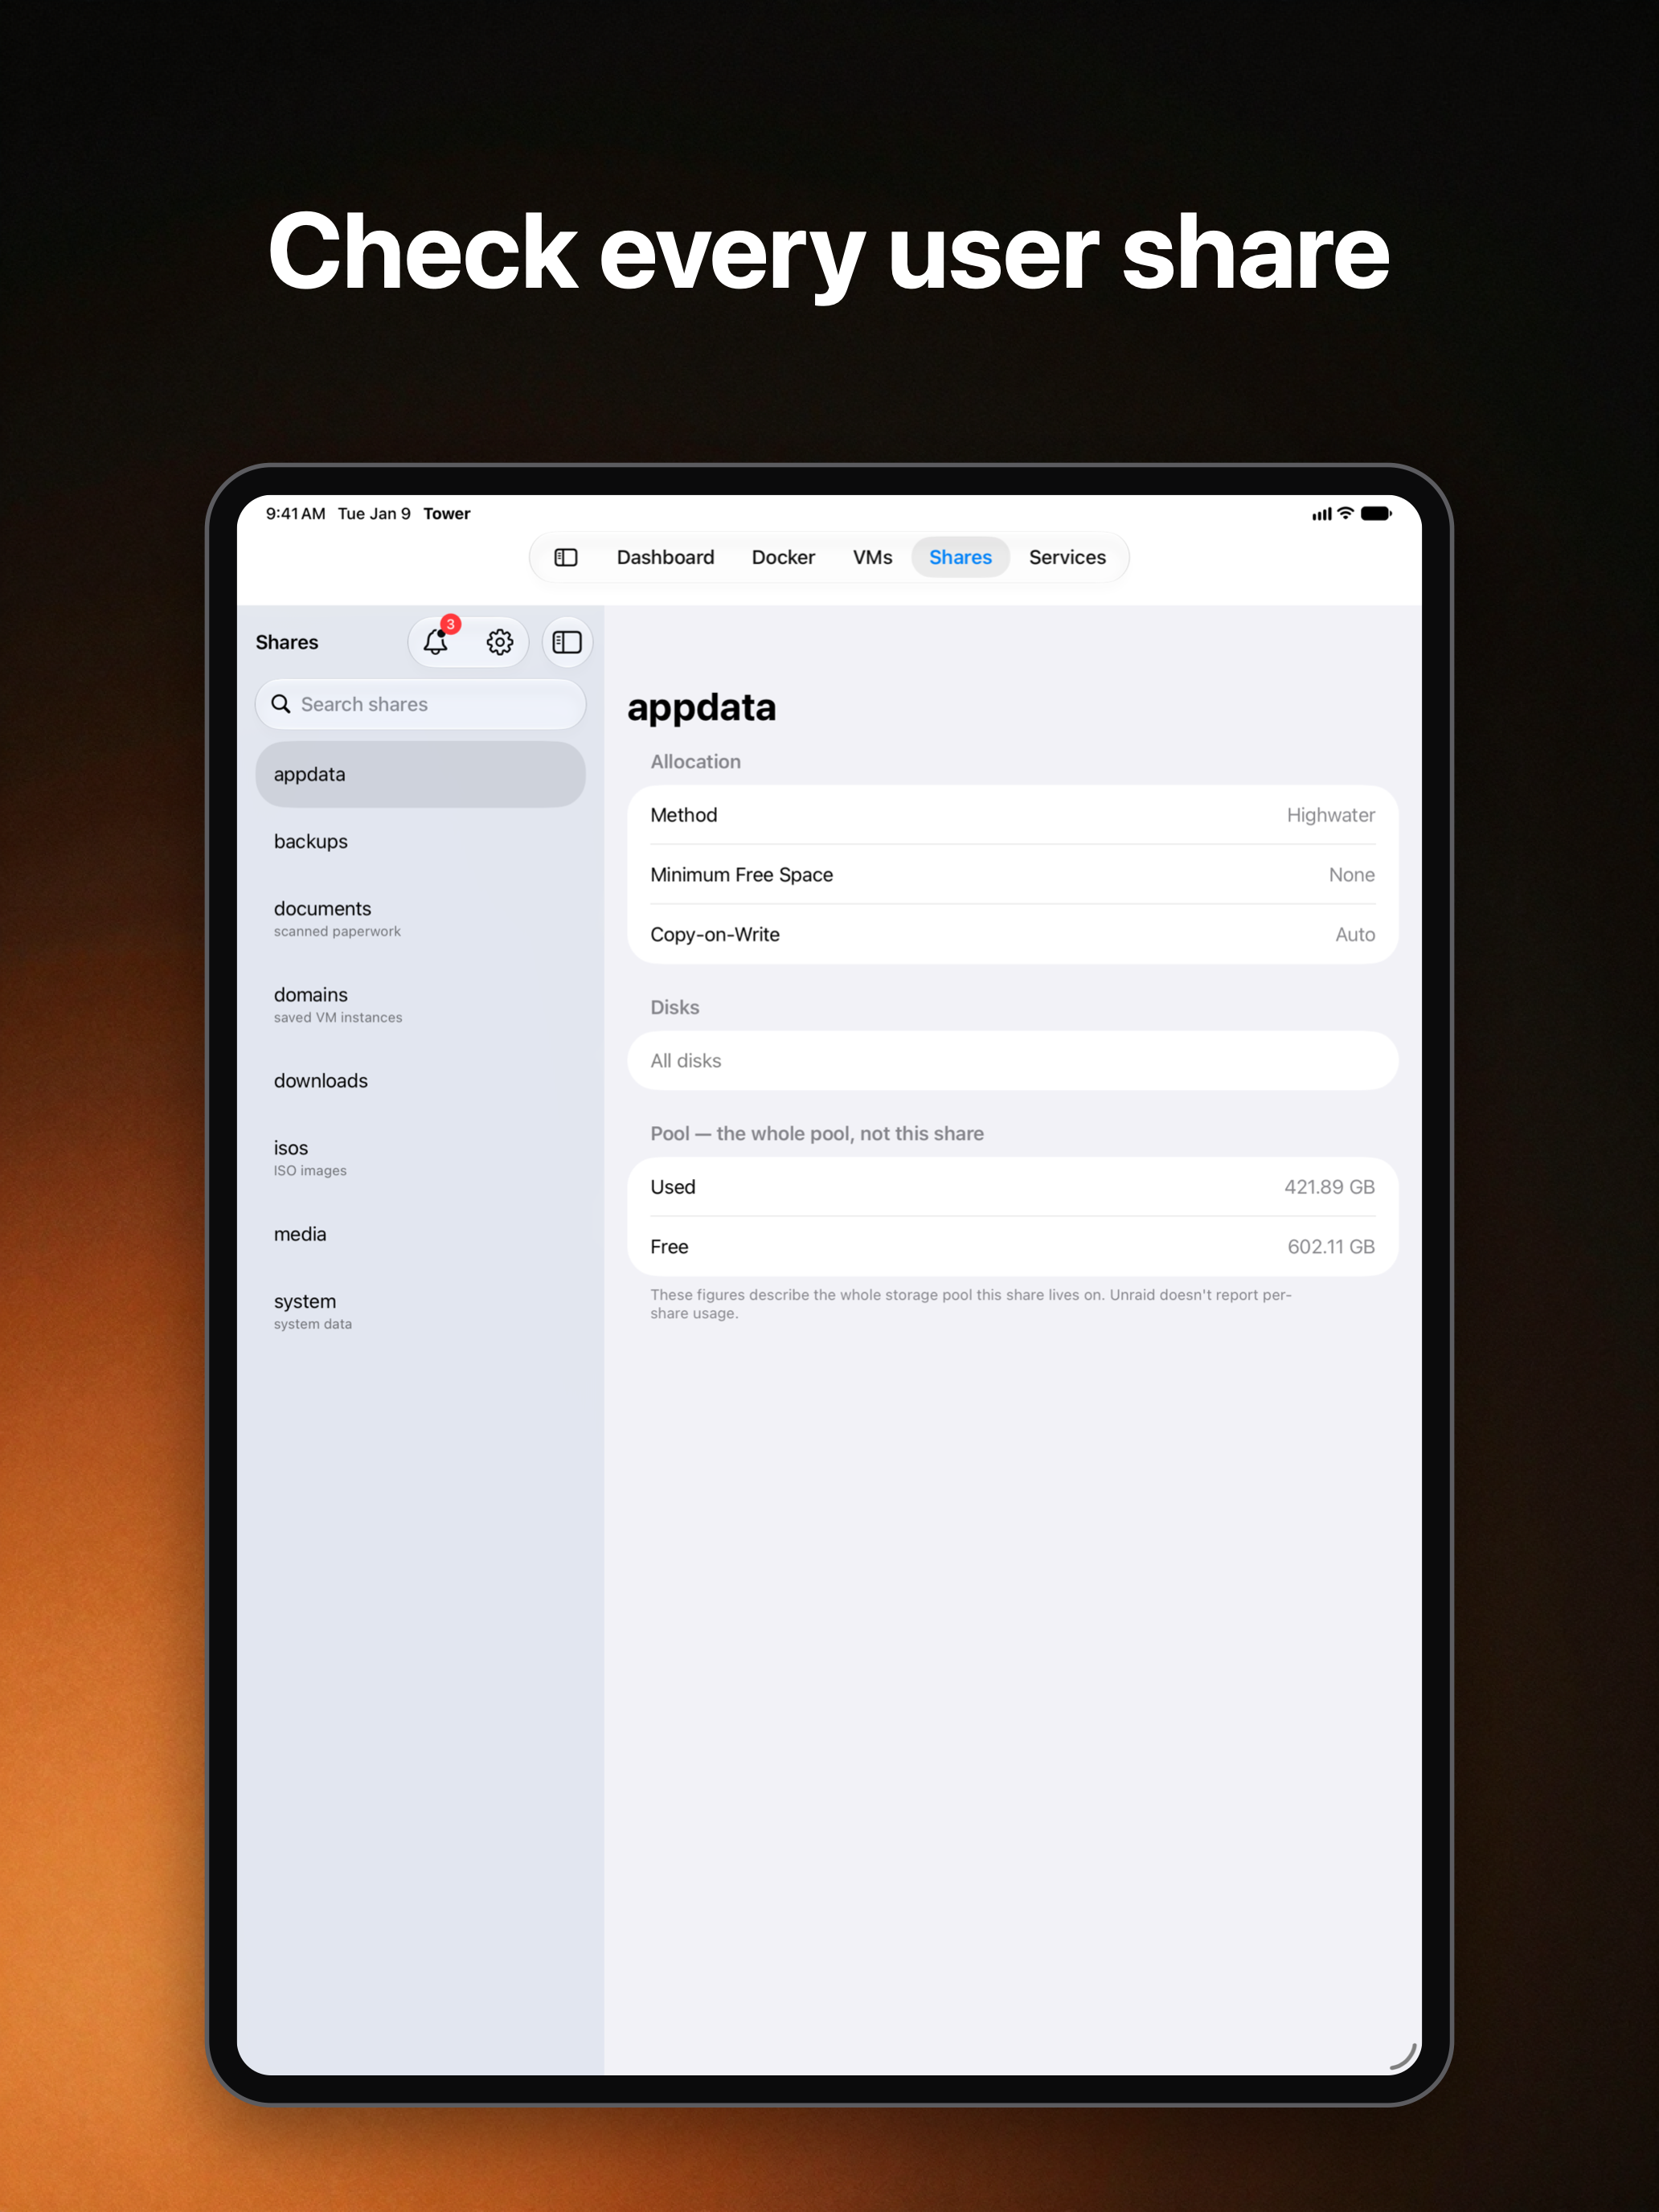 Check every user share
9:41 AM Tue Jan 9 Tower
Dashboard Docker VMs Shares Services
Shares
3
Search shares
appdata
backups
documents
scanned paperwork
domains
saved VM instances
downloads
isos
ISO images
media
system
system data
appdata
Allocation
Method Highwater
Minimum Free Space None
Copy-on-Write Auto
Disks
All disks
Pool — the whole pool, not this share
Used 421.89 GB
Free 602.11 GB
These figures describe the whole storage pool this share lives on. Unraid doesn't report per-
share usage.